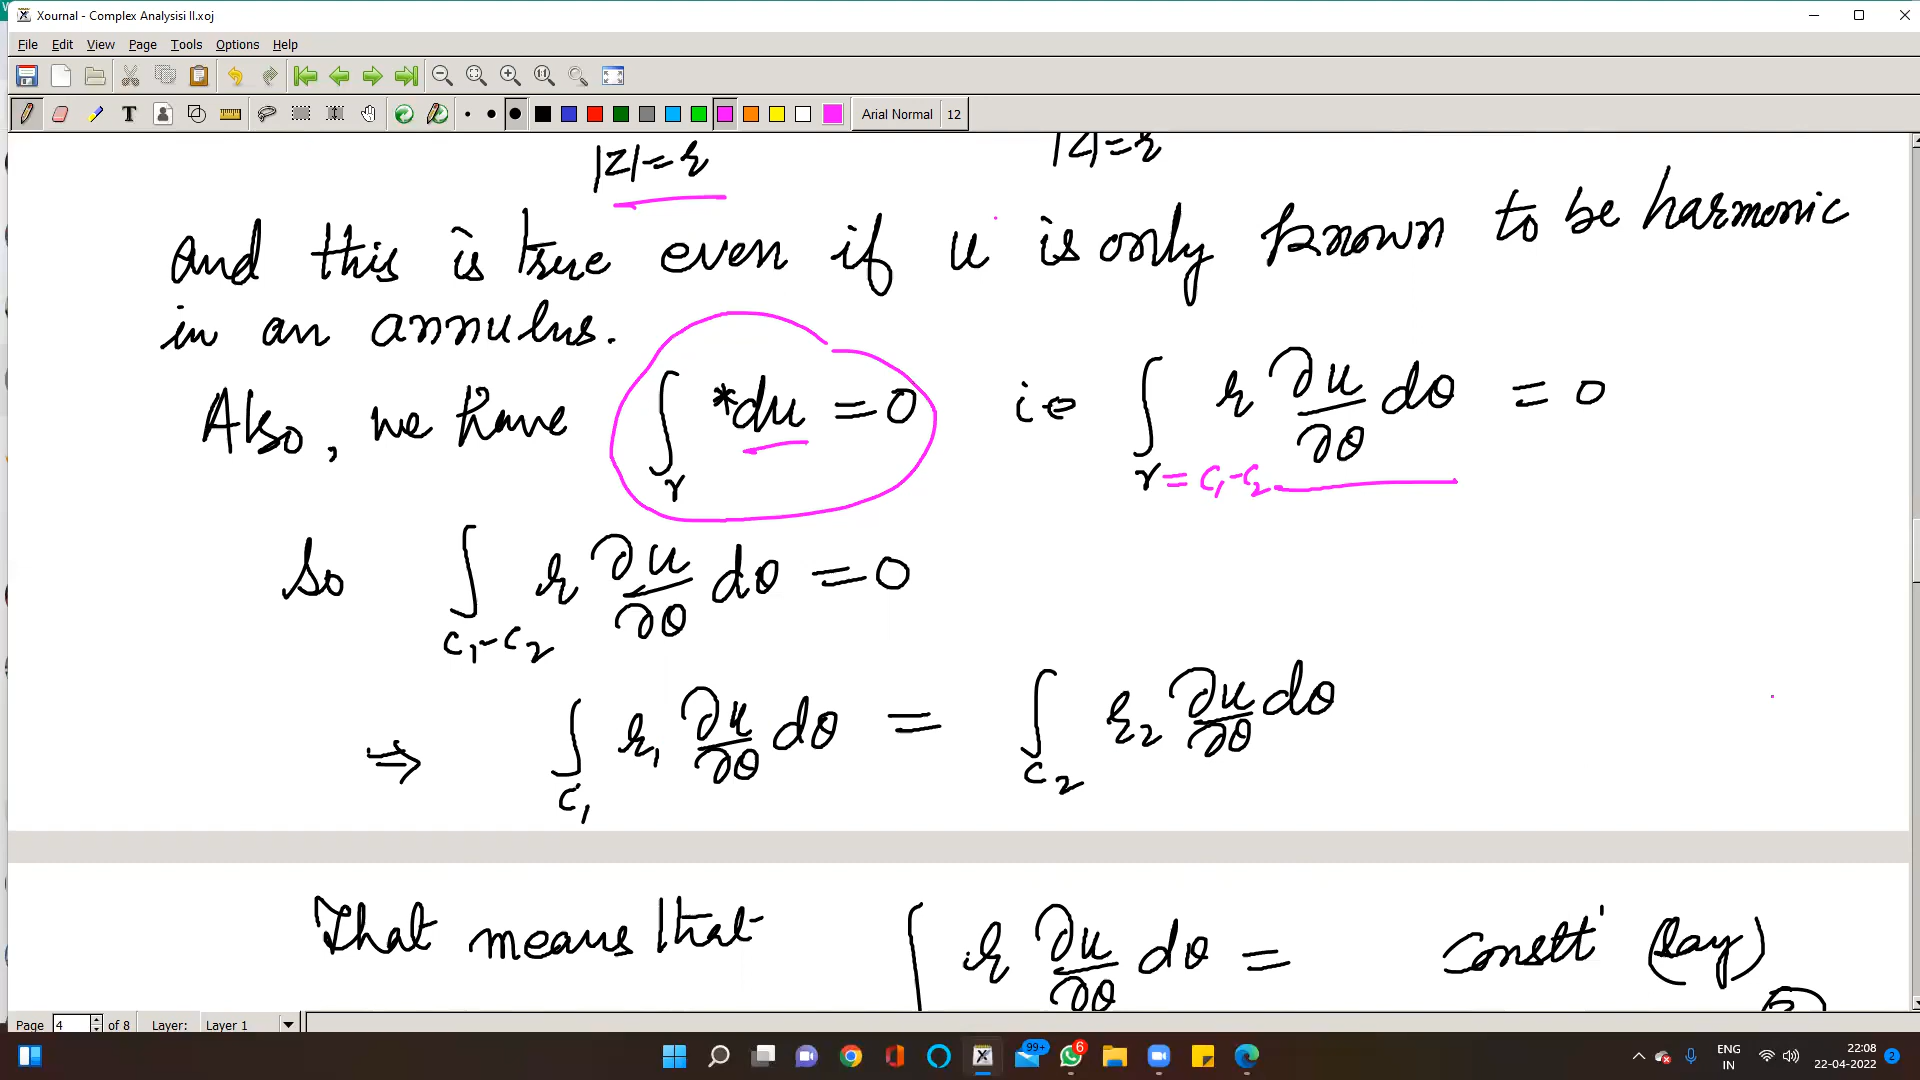 Xournal - Complex Analysisi II.xoj
File Edit View Page Tools Options Help
Arial Normal 12
|z|=r |z|=r
and this is true even if u is only known to be harmonic
in an annulus.
Also, we have ∫_γ *du = 0 i.e ∫_{γ = C₁-C₂} r ∂u/∂θ dθ = 0
So ∫_{C₁-C₂} r ∂u/∂θ dθ = 0
⇒ ∫_{C₁} r₁ ∂u/∂θ dθ = ∫_{C₂} r₂ ∂u/∂θ dθ
That means that ∫ r ∂u/∂θ dθ = constt' (say)
Page 4 of 8 Layer: Layer 1
99+ 6 ENG IN 22:08 22-04-2022 2